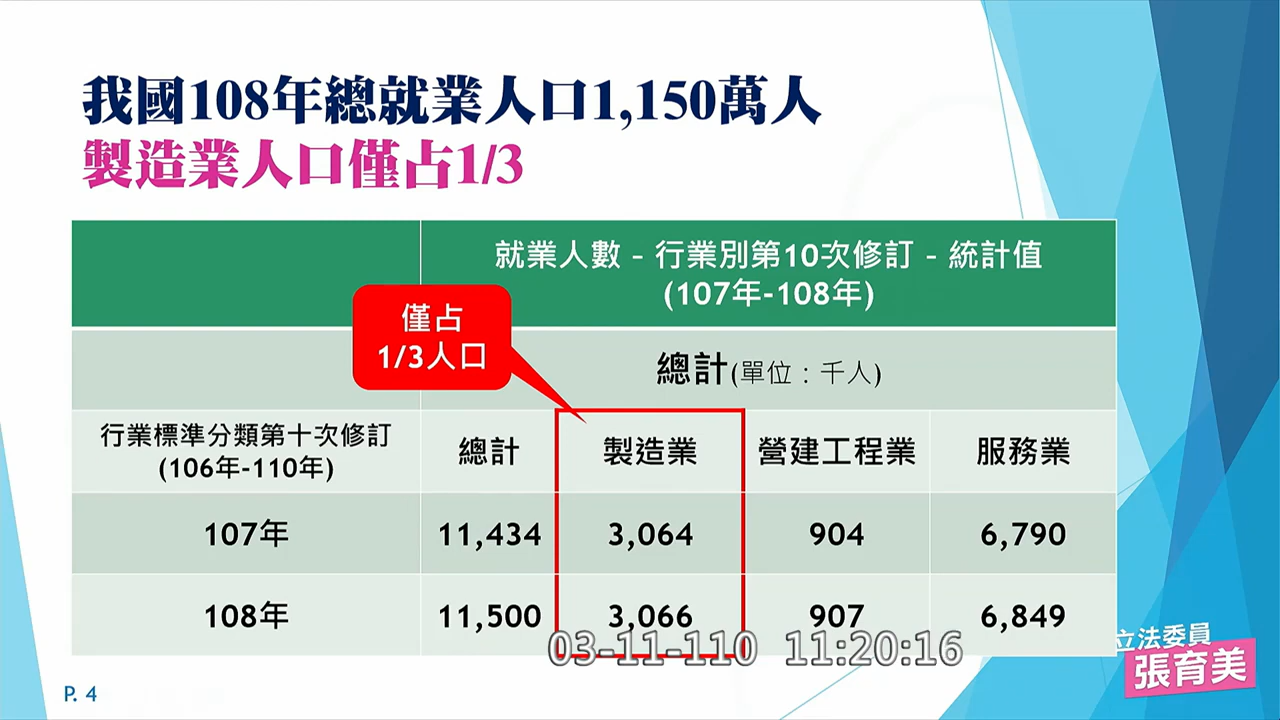 我國108年總就業人口1,150萬人
製造業人口僅占1/3
就業人數 - 行業別第10次修訂 - 統計值
(107年-108年)
僅占
1/3人口
總計(單位：千人)
行業標準分類第十次修訂
(106年-110年)
總計
製造業
營建工程業
服務業
107年
11,434
3,064
904
6,790
108年
11,500
3,066
907
6,849
03-11-110 11:20:16
立法委員
張育美
P. 4